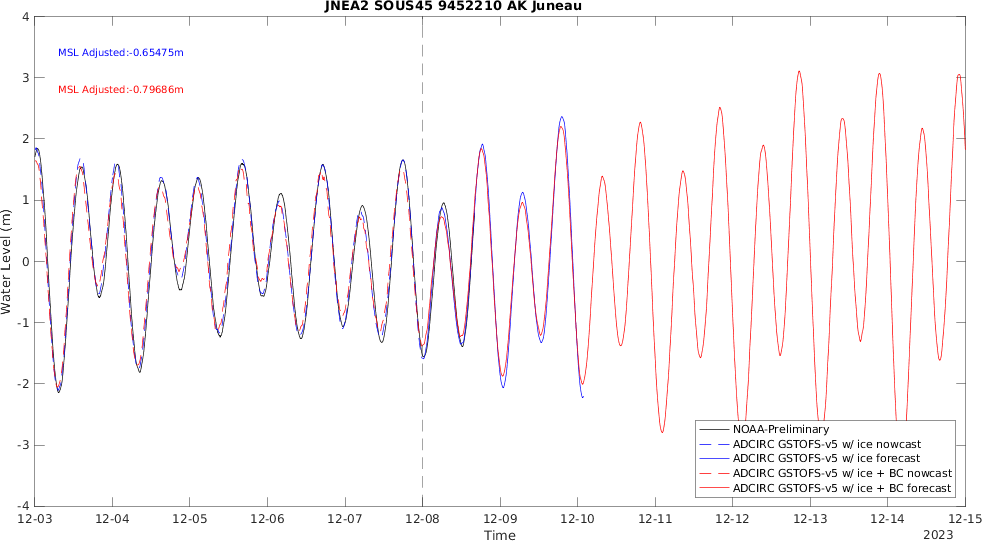 JNEA2 SOUS45 9452210 AK Juneau
MSL Adjusted:-0.65475m
MSL Adjusted:-0.79686m
Water Level (m)
4
3
2
1
0
-1
-2
-3
-4
NOAA-Preliminary
ADCIRC GSTOFS-v5 w/ ice nowcast
ADCIRC GSTOFS-v5 w/ ice forecast
ADCIRC GSTOFS-v5 w/ ice + BC nowcast
ADCIRC GSTOFS-v5 w/ ice + BC forecast
12-03 12-04 12-05 12-06 12-07 12-08 12-09 12-10 12-11 12-12 12-13 12-14 12-15
Time
2023